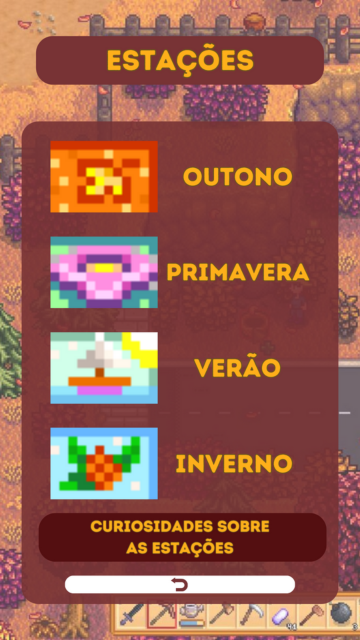 ESTAÇÕES
OUTONO
PRIMAVERA
VERÃO
INVERNO
CURIOSIDADES SOBRE
AS ESTAÇÕES